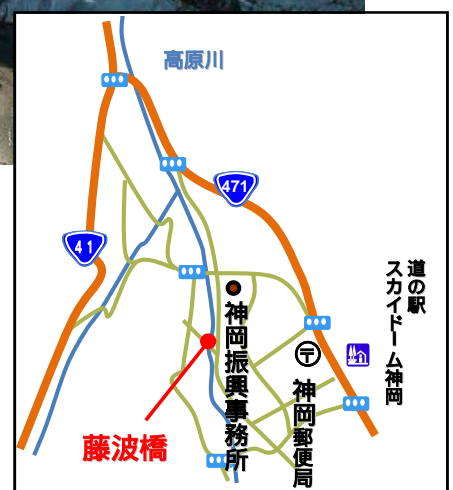 高原川
471
41
道の駅
スカイドーム神岡
神岡振興事務所
〒
神岡郵便局
藤波橋